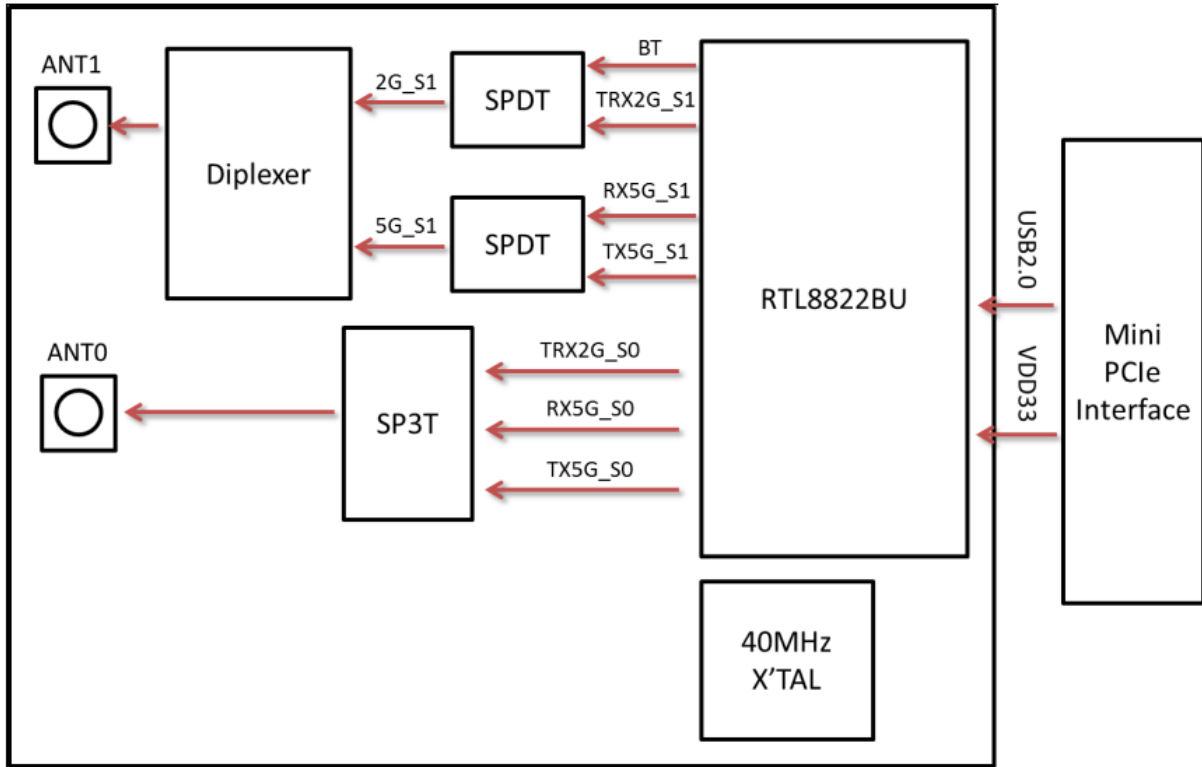 ANT1
Diplexer
2G_S1
5G_S1
SPDT
SPDT
BT
TRX2G_S1
RX5G_S1
TX5G_S1
RTL8822BU
USB2.0
VDD33
Mini
PCIe
Interface
ANT0
SP3T
TRX2G_S0
RX5G_S0
TX5G_S0
40MHz
X'TAL